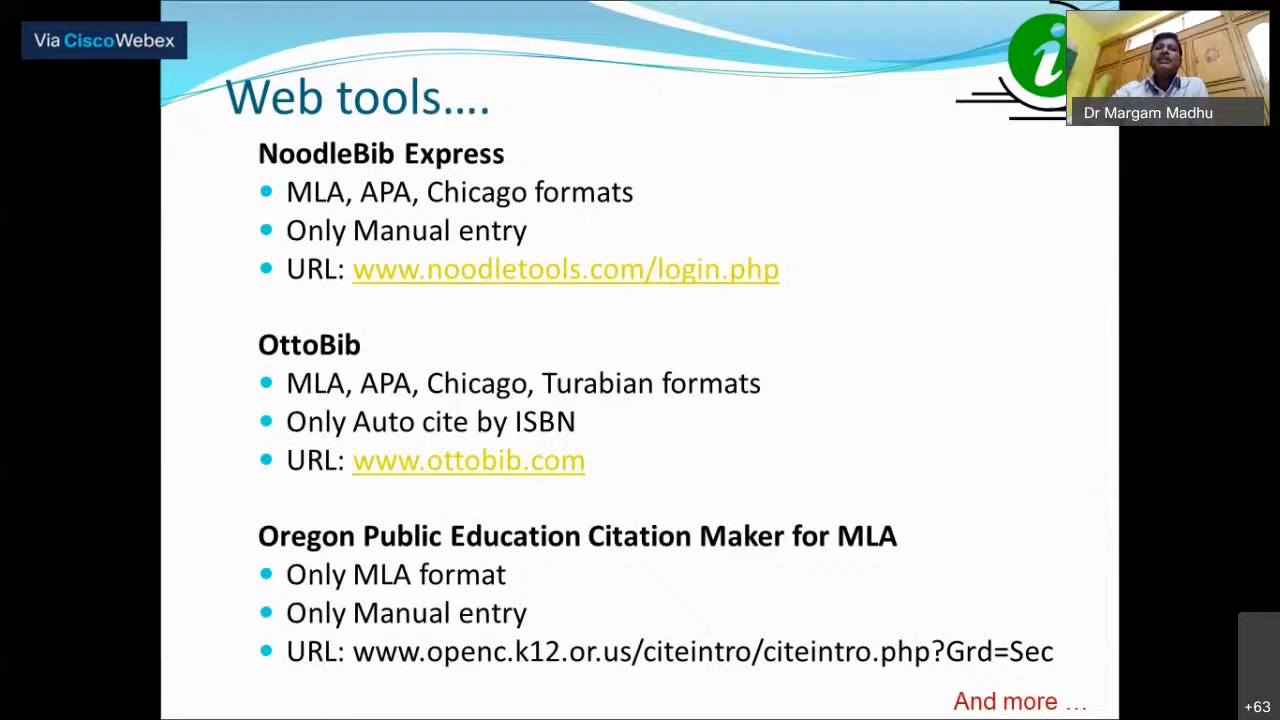 Via CiscoWebex
i
Dr Margam Madhu
Web tools....
NoodleBib Express
MLA, APA, Chicago formats
Only Manual entry
URL: www.noodletools.com/login.php
OttoBib
MLA, APA, Chicago, Turabian formats
Only Auto cite by ISBN
URL: www.ottobib.com
Oregon Public Education Citation Maker for MLA
Only MLA format
Only Manual entry
URL: www.openc.k12.or.us/citeintro/citeintro.php?Grd=Sec
And more ...
+63